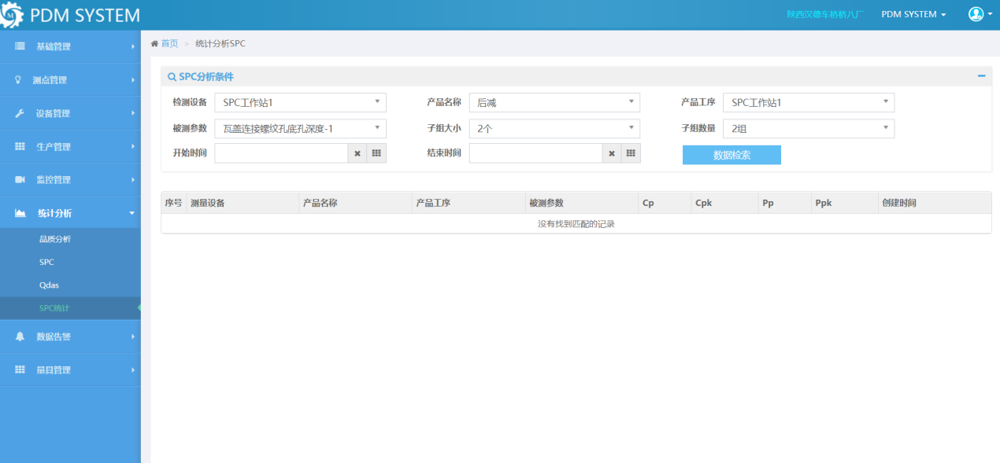 PDM SYSTEM
陕西汉德车桥桥八厂
PDM SYSTEM
基础管理
测点管理
设备管理
生产管理
监控管理
统计分析
品质分析
SPC
Qdas
SPC统计
数据告警
量具管理
首页 > 统计分析SPC
SPC分析条件
检测设备 SPC工作站1 产品名称 后减 产品工序 SPC工作站1
被测参数 瓦盖连接螺纹孔底孔深度-1 子组大小 2个 子组数量 2组
开始时间 结束时间 数据检索
序号 测量设备 产品名称 产品工序 被测参数 Cp Cpk Pp Ppk 创建时间
没有找到匹配的记录